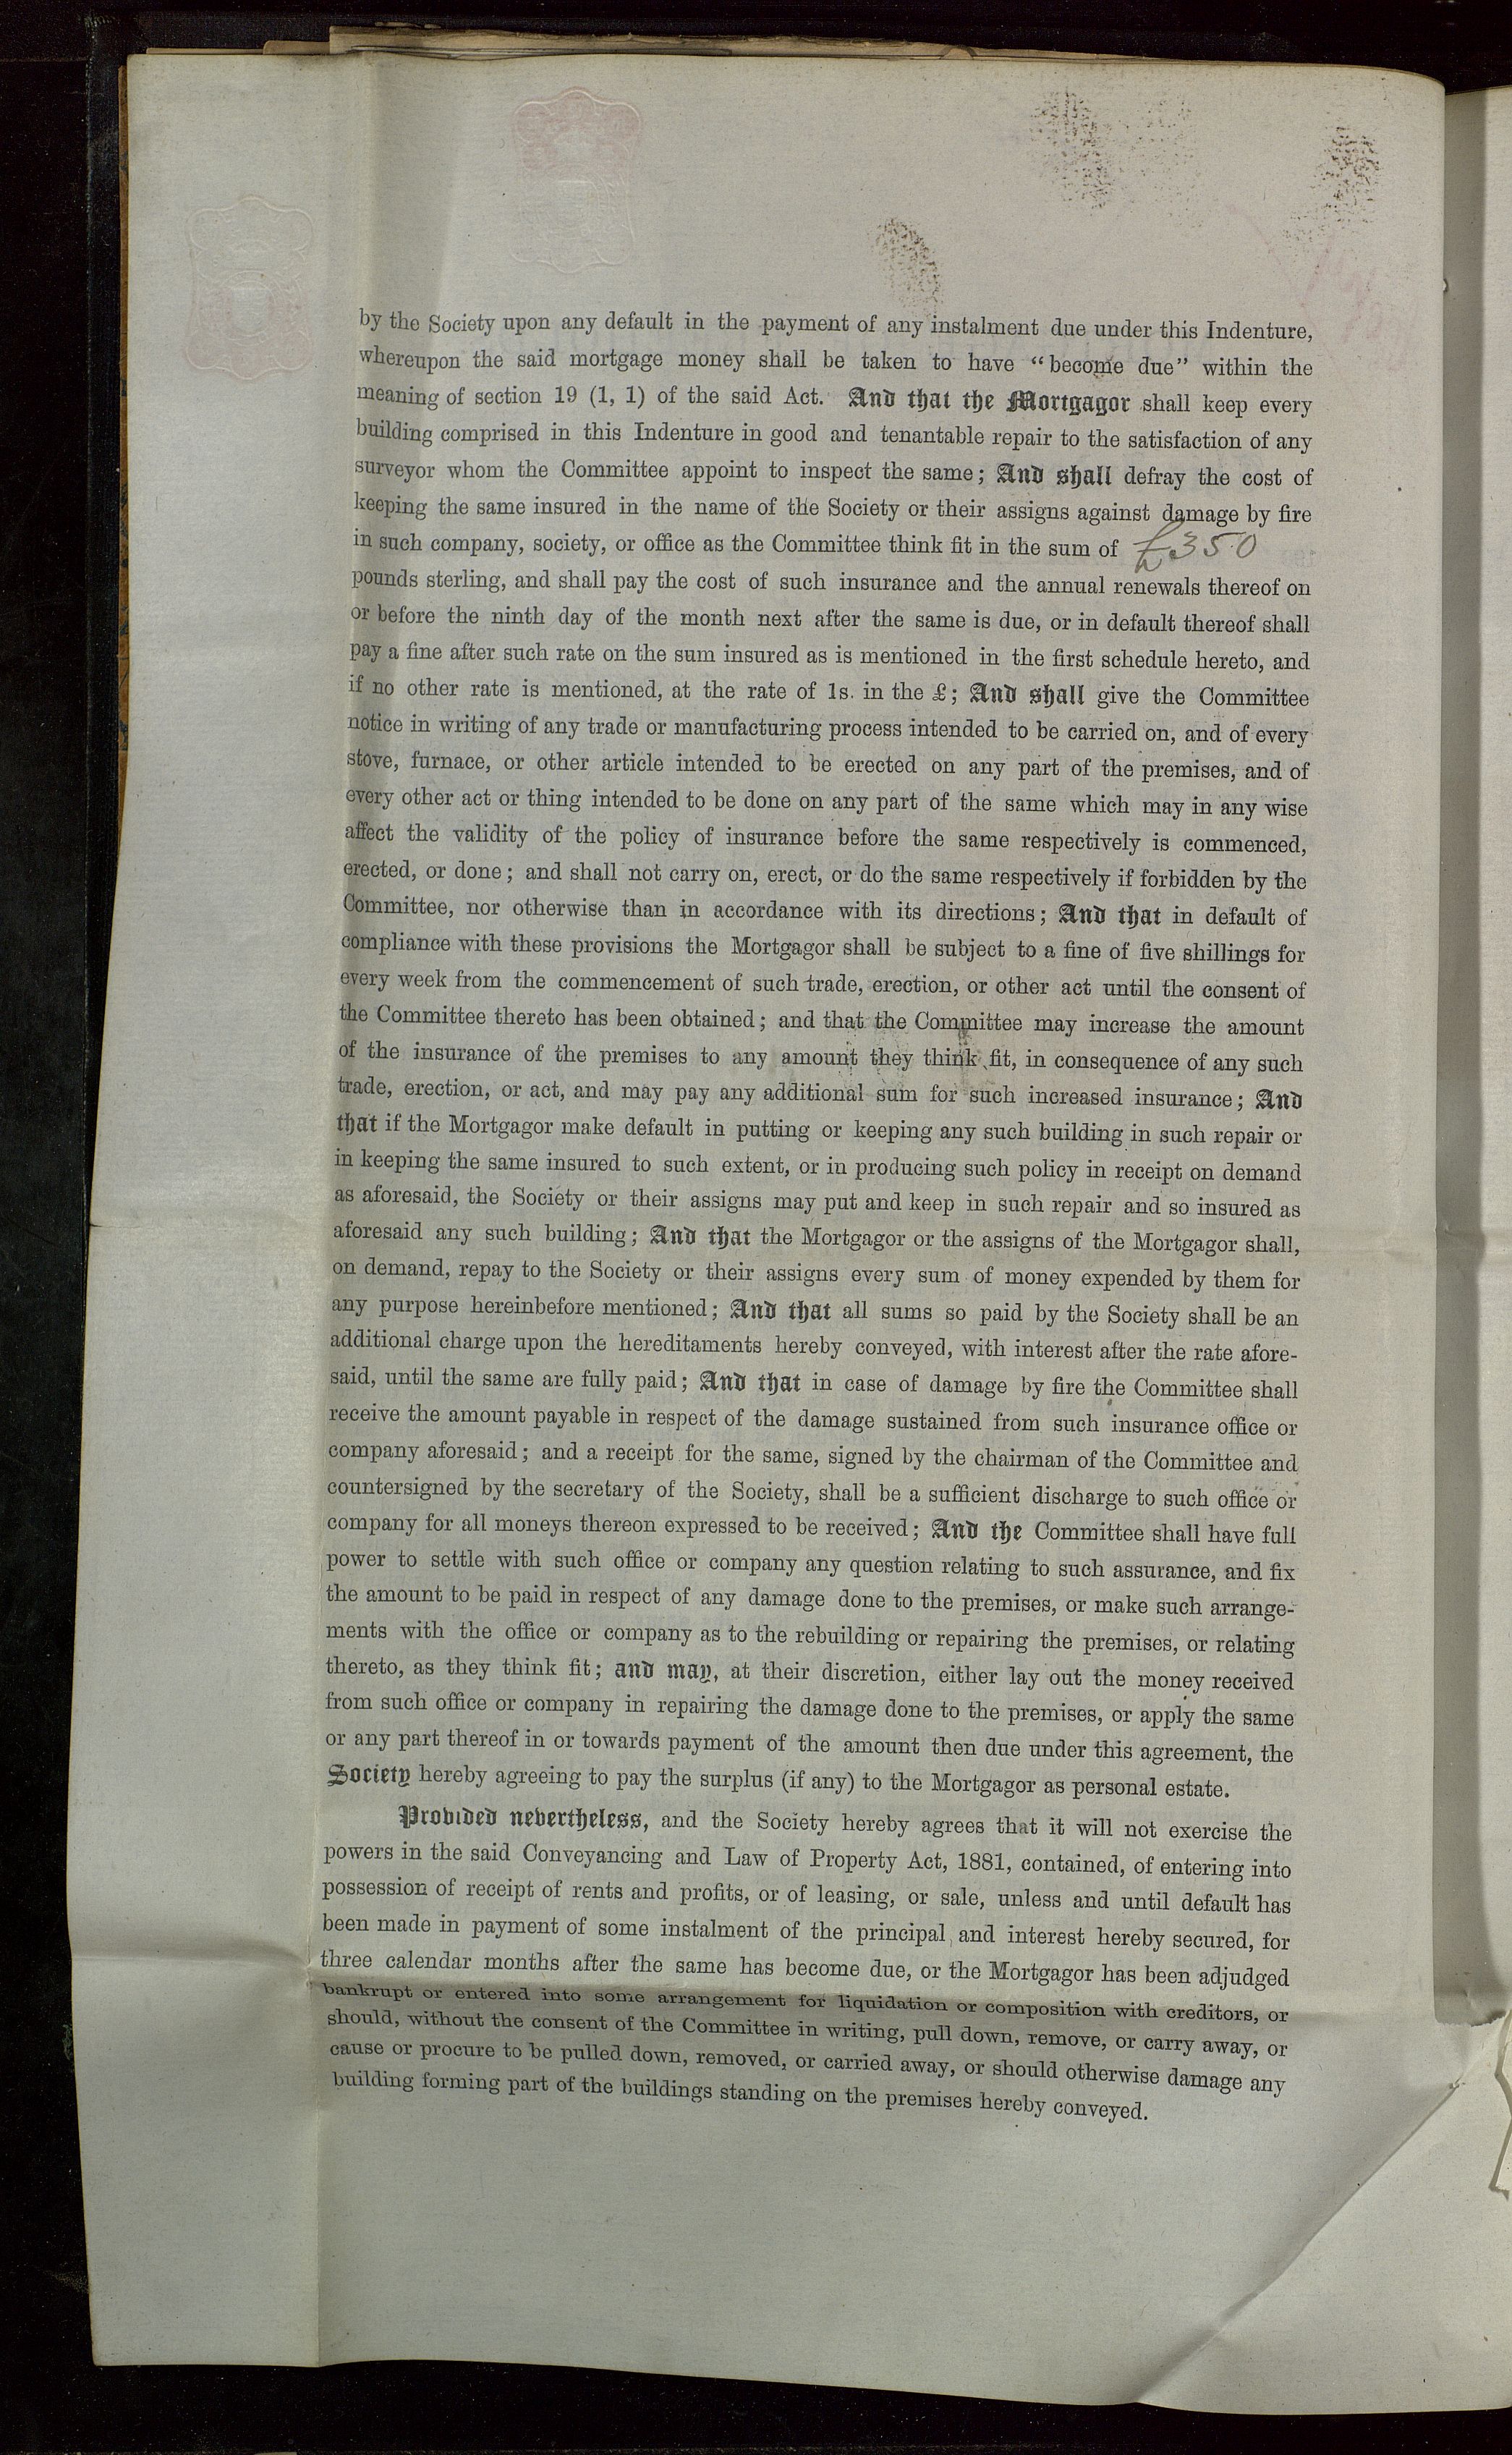 by the Society upon any default in the payment of any instalment due under this Indenture,
whereupon the said mortgage money shall be taken to have “become due” within the
meaning of section 19 (1, 1) of the said Act. And that the Mortgagor shall keep every
building comprised in this Indenture in good and tenantable repair to the satisfaction of any
surveyor whom the Committee appoint to inspect the same; And shall defray the cost of
keeping the same insured in the name of the Society or their assigns against damage by fire
in such company, society, or office as the Committee think fit in the sum of £350
pounds sterling, and shall pay the cost of such insurance and the annual renewals thereof on
or before the ninth day of the month next after the same is due, or in default thereof shall
pay a fine after such rate on the sum insured as is mentioned in the first schedule hereto, and
if no other rate is mentioned, at the rate of 1s. in the £; And shall give the Committee
notice in writing of any trade or manufacturing process intended to be carried on, and of every
stove, furnace, or other article intended to be erected on any part of the premises, and of
every other act or thing intended to be done on any part of the same which may in any wise
affect the validity of the policy of insurance before the same respectively is commenced,
erected, or done; and shall not carry on, erect, or do the same respectively if forbidden by the
Committee, nor otherwise than in accordance with its directions; And that in default of
compliance with these provisions the Mortgagor shall be subject to a fine of five shillings for
every week from the commencement of such trade, erection, or other act until the consent of
the Committee thereto has been obtained; and that the Committee may increase the amount
of the insurance of the premises to any amount they think fit, in consequence of any such
trade, erection, or act, and may pay any additional sum for such increased insurance; And
that if the Mortgagor make default in putting or keeping any such building in such repair or
in keeping the same insured to such extent, or in producing such policy in receipt on demand
as aforesaid, the Society or their assigns may put and keep in such repair and so insured as
aforesaid any such building; And that the Mortgagor or the assigns of the Mortgagor shall,
on demand, repay to the Society or their assigns every sum of money expended by them for
any purpose hereinbefore mentioned; And that all sums so paid by the Society shall be an
additional charge upon the hereditaments hereby conveyed, with interest after the rate afore-
said, until the same are fully paid; And that in case of damage by fire the Committee shall
receive the amount payable in respect of the damage sustained from such insurance office or
company aforesaid; and a receipt for the same, signed by the chairman of the Committee and
countersigned by the secretary of the Society, shall be a sufficient discharge to such office or
company for all moneys thereon expressed to be received; And the Committee shall have full
power to settle with such office or company any question relating to such assurance, and fix
the amount to be paid in respect of any damage done to the premises, or make such arrange-
ments with the office or company as to the rebuilding or repairing the premises, or relating
thereto, as they think fit; and may, at their discretion, either lay out the money received
from such office or company in repairing the damage done to the premises, or apply the same
or any part thereof in or towards payment of the amount then due under this agreement, the
Society hereby agreeing to pay the surplus (if any) to the Mortgagor as personal estate.
Provided nevertheless, and the Society hereby agrees that it will not exercise the
powers in the said Conveyancing and Law of Property Act, 1881, contained, of entering into
possession of receipt of rents and profits, or of leasing, or sale, unless and until default has
been made in payment of some instalment of the principal and interest hereby secured, for
three calendar months after the same has become due, or the Mortgagor has been adjudged
bankrupt or entered into some arrangement for liquidation or composition with creditors, or
should, without the consent of the Committee in writing, pull down, remove, or carry away, or
cause or procure to be pulled down, removed, or carried away, or should otherwise damage any
building forming part of the buildings standing on the premises hereby conveyed.